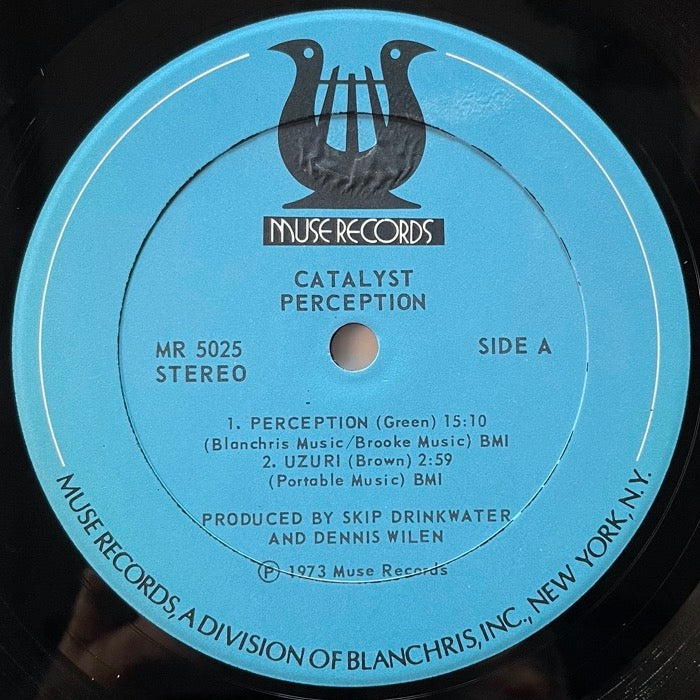 MUSE RECORDS
CATALYST
PERCEPTION
MR 5025
STEREO
SIDE A
1. PERCEPTION (Green) 15:10
(Blanchris Music/Brooke Music) BMI
2. UZURI (Brown) 2:59
(Portable Music) BMI
PRODUCED BY SKIP DRINKWATER
AND DENNIS WILEN
Ⓟ 1973 Muse Records
MUSE RECORDS, A DIVISION OF BLANCHRIS, INC., NEW YORK, N.Y.